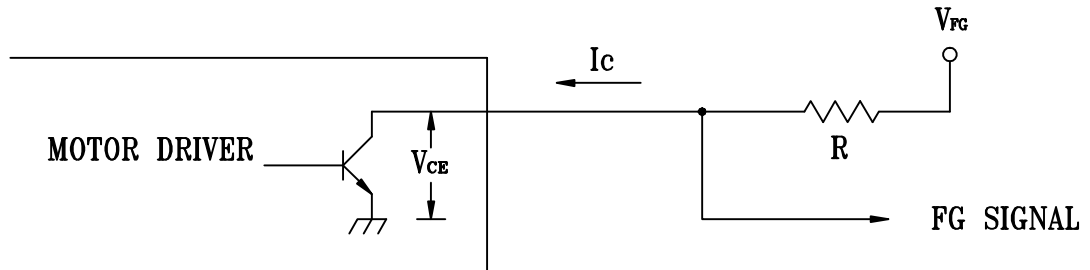 VFG
Ic
MOTOR DRIVER
VCE
R
FG SIGNAL